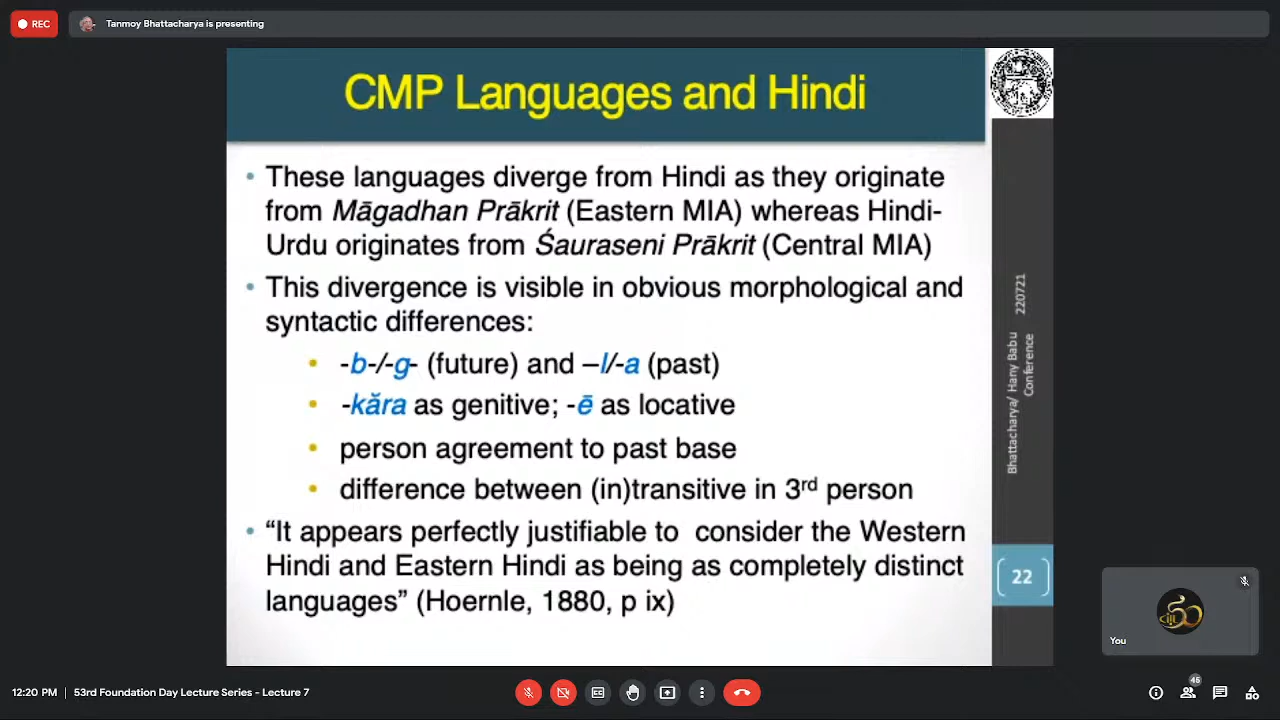 REC
Tanmoy Bhattacharya is presenting
CMP Languages and Hindi
• These languages diverge from Hindi as they originate
from Māgadhan Prākrit (Eastern MIA) whereas Hindi-
Urdu originates from Śauraseni Prākrit (Central MIA)
• This divergence is visible in obvious morphological and
syntactic differences:
• -b-/-g- (future) and –l/-a (past)
• -kăra as genitive; -ē as locative
• person agreement to past base
• difference between (in)transitive in 3rd person
• “It appears perfectly justifiable to consider the Western
Hindi and Eastern Hindi as being as completely distinct
languages” (Hoernle, 1880, p ix)
Bhattacharya/ Hany Babu 220721
Conference
22
You
12:20 PM | 53rd Foundation Day Lecture Series - Lecture 7
45